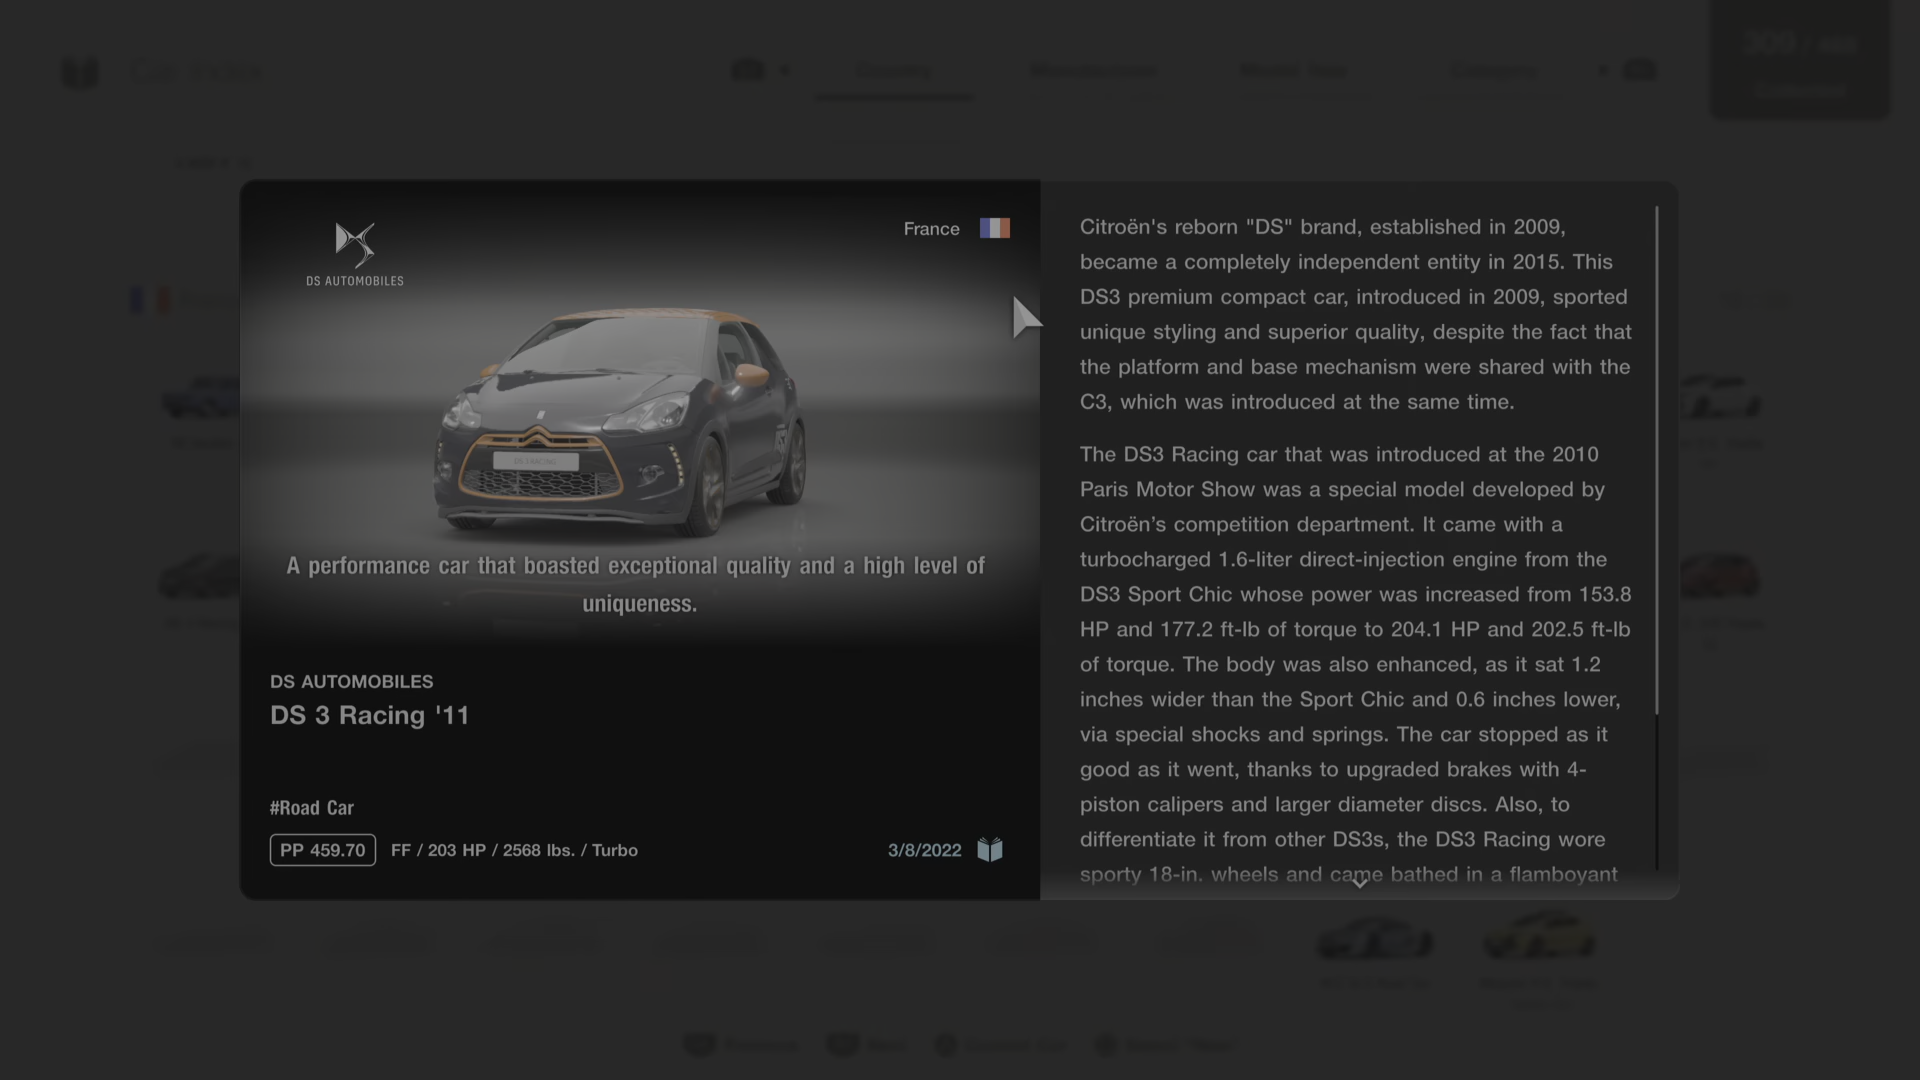 Car Index
Country
Manufacturer
France
DS AUTOMOBILES
A performance car that boasted exceptional quality and a high level of
uniqueness.
DS AUTOMOBILES
DS 3 Racing '11
#Road Car
PP 459.70 FF / 203 HP / 2568 lbs. / Turbo
3/8/2022
Citroën's reborn "DS" brand, established in 2009,
became a completely independent entity in 2015. This
DS3 premium compact car, introduced in 2009, sported
unique styling and superior quality, despite the fact that
the platform and base mechanism were shared with the
C3, which was introduced at the same time.
The DS3 Racing car that was introduced at the 2010
Paris Motor Show was a special model developed by
Citroën’s competition department. It came with a
turbocharged 1.6-liter direct-injection engine from the
DS3 Sport Chic whose power was increased from 153.8
HP and 177.2 ft-lb of torque to 204.1 HP and 202.5 ft-lb
of torque. The body was also enhanced, as it sat 1.2
inches wider than the Sport Chic and 0.6 inches lower,
via special shocks and springs. The car stopped as it
good as it went, thanks to upgraded brakes with 4-
piston calipers and larger diameter discs. Also, to
differentiate it from other DS3s, the DS3 Racing wore
sporty 18-in. wheels and came bathed in a flamboyant